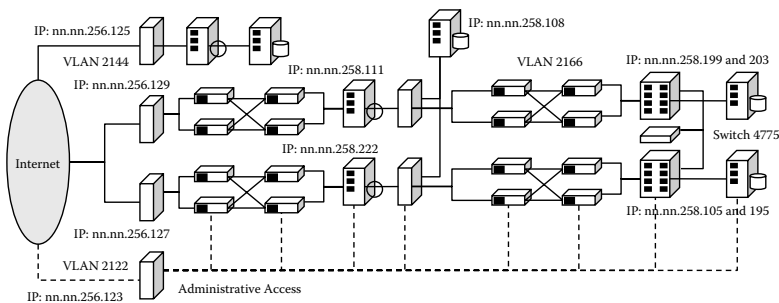 IP: nn.nn.256.125
IP: nn.nn.258.108
VLAN 2144
VLAN 2166
IP: nn.nn.258.199 and 203
IP: nn.nn.256.129
IP: nn.nn.258.111
Switch 4775
Internet
IP: nn.nn.258.222
IP: nn.nn.256.127
IP: nn.nn.258.105 and 195
VLAN 2122
IP: nn.nn.256.123
Administrative Access